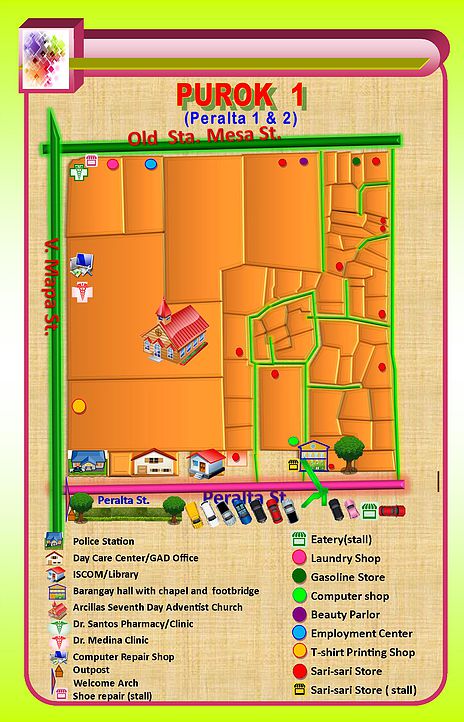 PUROK 1
(Peralta 1 & 2)
Old Sta. Mesa St.
V. Mapa St.
Peralta St.
Peralta St.
Police Station
Day Care Center/GAD Office
ISCOM/Library
Barangay hall with chapel and footbridge
Arcillas Seventh Day Adventist Church
Dr. Santos Pharmacy/Clinic
Dr. Medina Clinic
Computer Repair Shop
Outpost
Welcome Arch
Shoe repair (stall)
Eatery(stall)
Laundry Shop
Gasoline Store
Computer shop
Beauty Parlor
Employment Center
T-shirt Printing Shop
Sari-sari Store
Sari-sari Store ( stall)